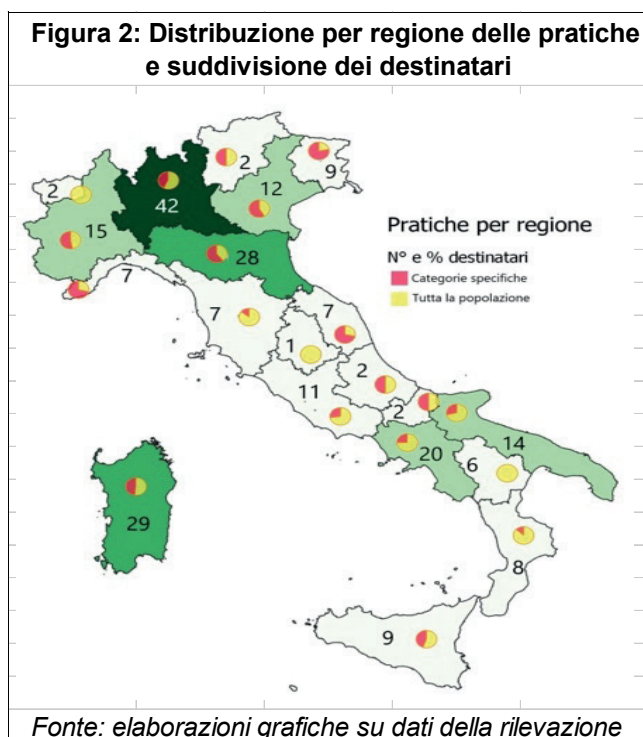 Figura 2: Distribuzione per regione delle pratiche
e suddivisione dei destinatari
2
9
2
12
42
15
Pratiche per regione
N° e % destinatari
28
Categorie specifiche
7
Tutta la popolazione
7
7
1
2
11
2
14
20
6
29
8
9
Fonte: elaborazioni grafiche su dati della rilevazione